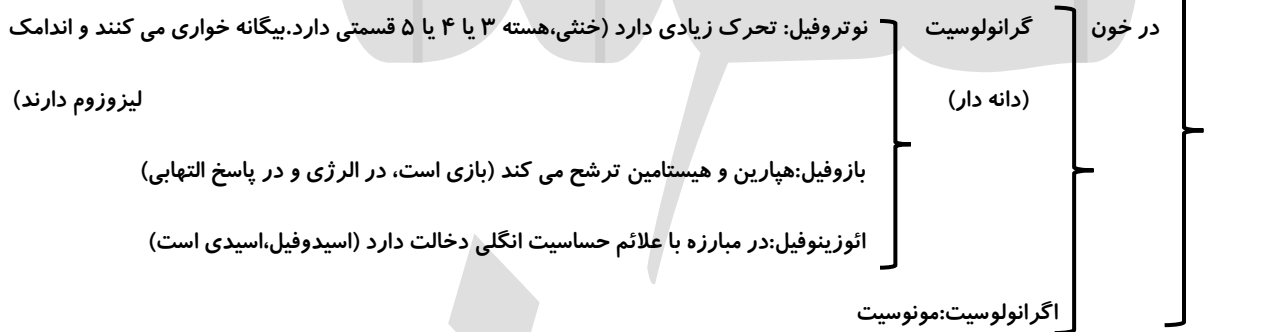 در خون گرانولوسیت نوتروفیل: تحرک زیادی دارد (خنثی،هسته ۳ یا ۴ یا ۵ قسمتی دارد.بیگانه خواری می کنند و اندامک
(دانه دار) لیزوزوم دارند)
بازوفیل:هپارین و هیستامین ترشح می کند (بازی است، در الرژی و در پاسخ التهابی)
ائوزینوفیل:در مبارزه با علائم حساسیت انگلی دخالت دارد (اسیدوفیل،اسیدی است)
اگرانولوسیت:مونوسیت